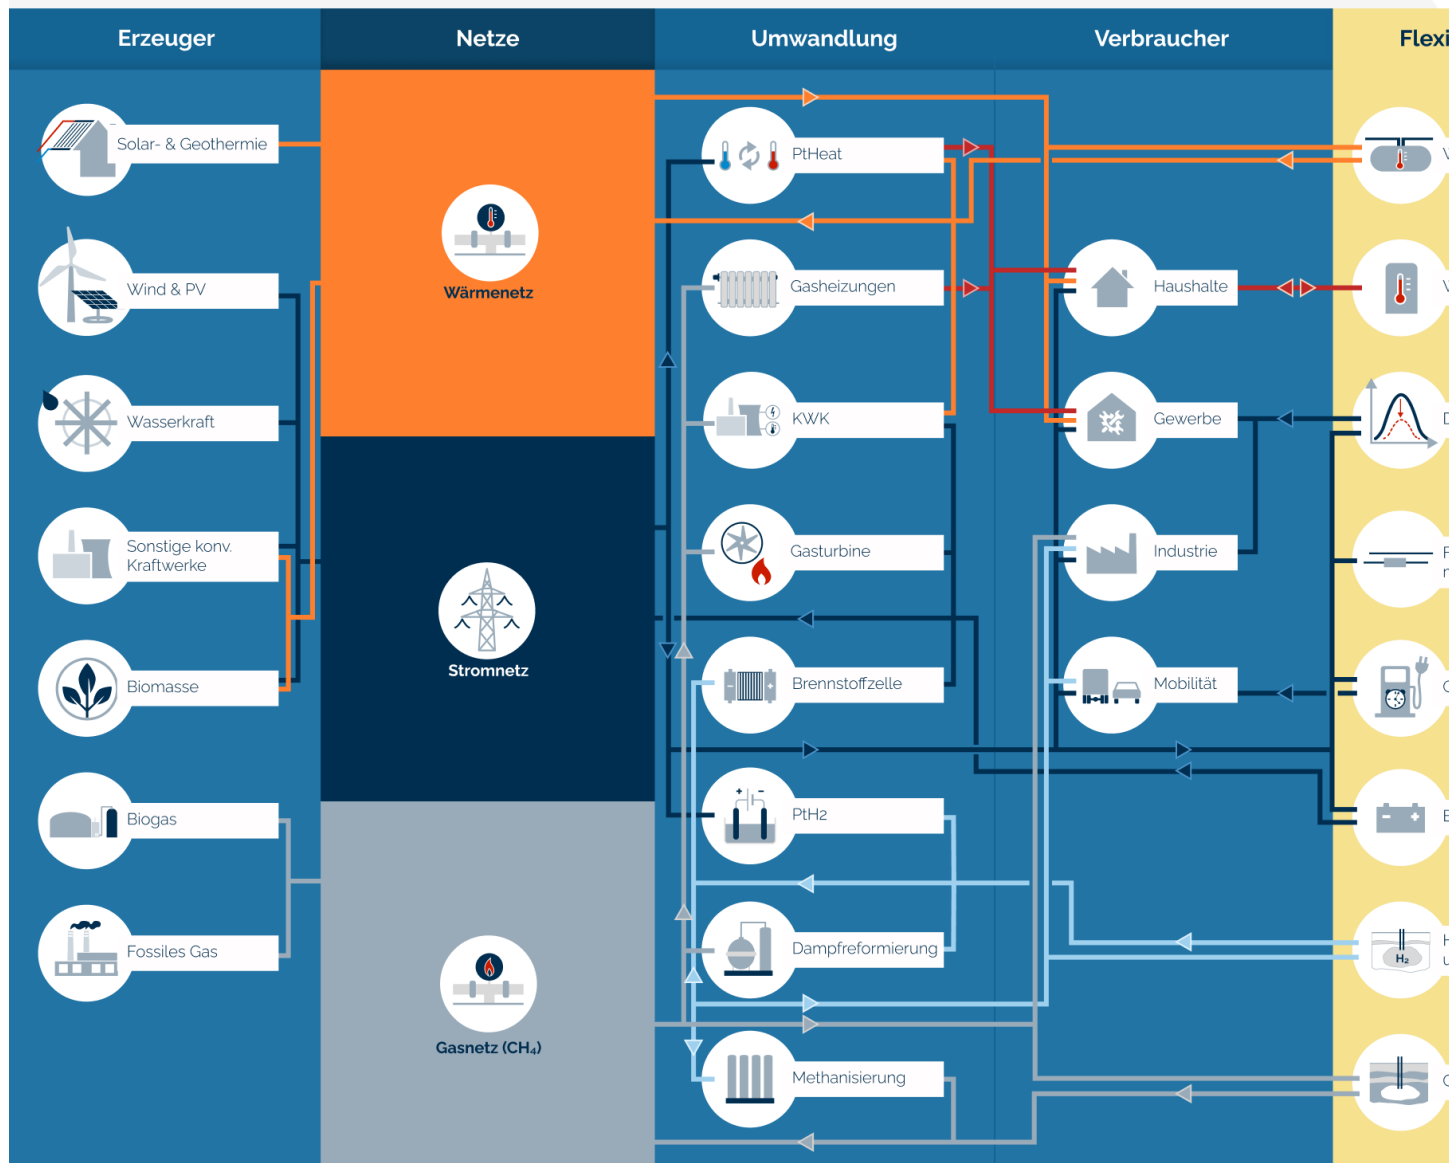 Erzeuger
Netze
Umwandlung
Verbraucher
Solar- & Geothermie
Wind & PV
Wasserkraft
Sonstige konv.
Kraftwerke
Biomasse
Biogas
Fossiles Gas
Wärmenetz
Stromnetz
Gasnetz (CH₄)
PtHeat
Gasheizungen
KWK
Gasturbine
Brennstoffzelle
PtH2
Dampfreformierung
Methanisierung
Haushalte
Gewerbe
Industrie
Mobilität
H₂